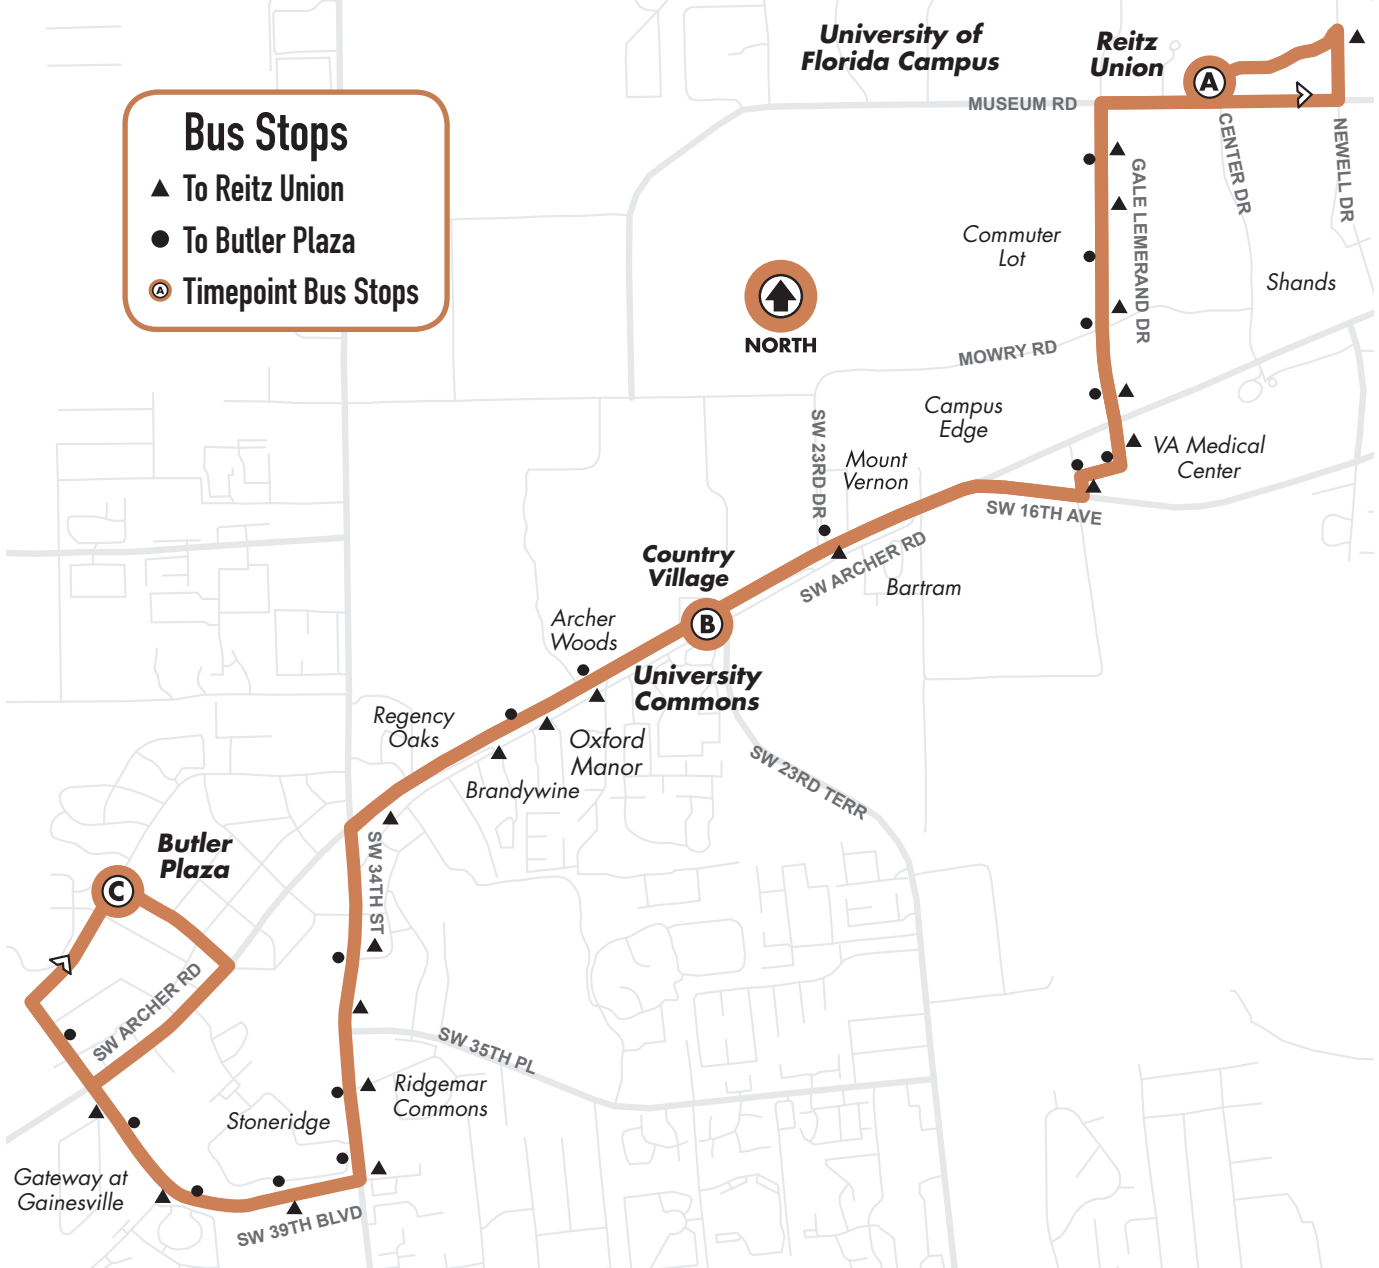 University of
Florida Campus
Reitz
Union
A
MUSEUM RD
CENTER DR
NEWELL DR
GALE LEMERAND DR
Bus Stops
To Reitz Union
To Butler Plaza
A
Timepoint Bus Stops
Commuter
Lot
Shands
NORTH
MOWRY RD
Campus
Edge
SW 23RD DR
Mount
Vernon
VA Medical
Center
SW 16TH AVE
SW ARCHER RD
Bartram
Country
Village
B
Archer
Woods
University
Commons
Regency
Oaks
Oxford
Manor
Brandywine
SW 23RD TERR
Butler
Plaza
C
SW 34TH ST
SW ARCHER RD
SW 35TH PL
Ridgemar
Commons
Stoneridge
Gateway at
Gainesville
SW 39TH BLVD